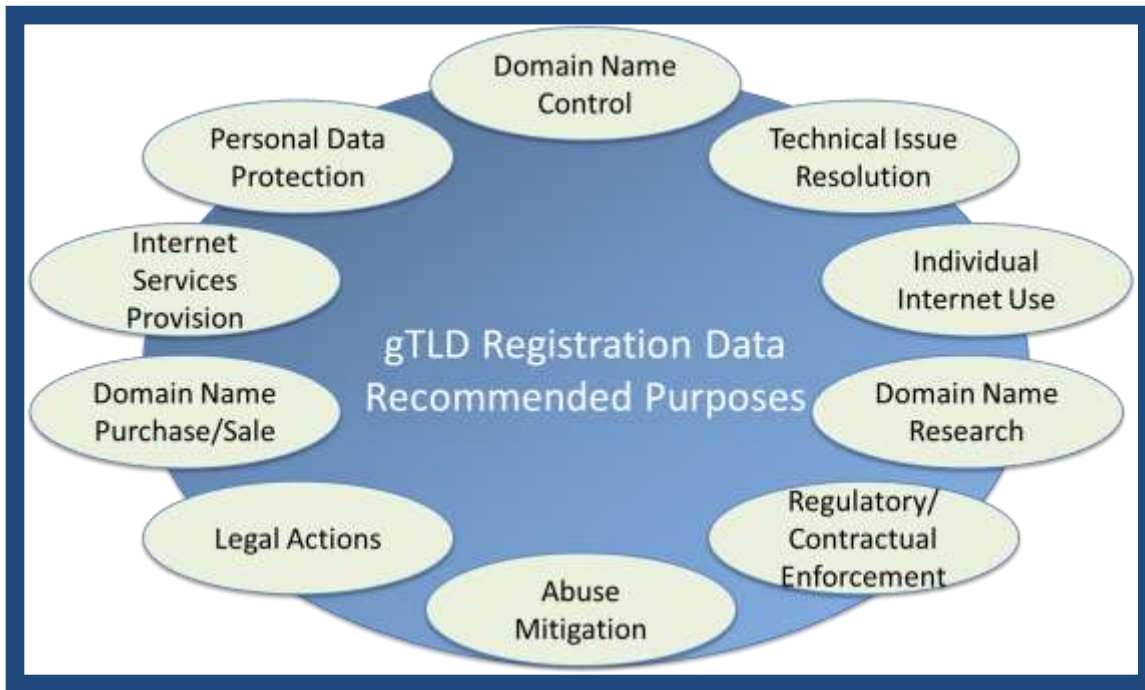 Domain Name
Control
Personal Data
Protection
Technical Issue
Resolution
Internet
Services
Provision
Individual
Internet Use
gTLD Registration Data
Recommended Purposes
Domain Name
Purchase/Sale
Domain Name
Research
Legal Actions
Regulatory/
Contractual
Enforcement
Abuse
Mitigation